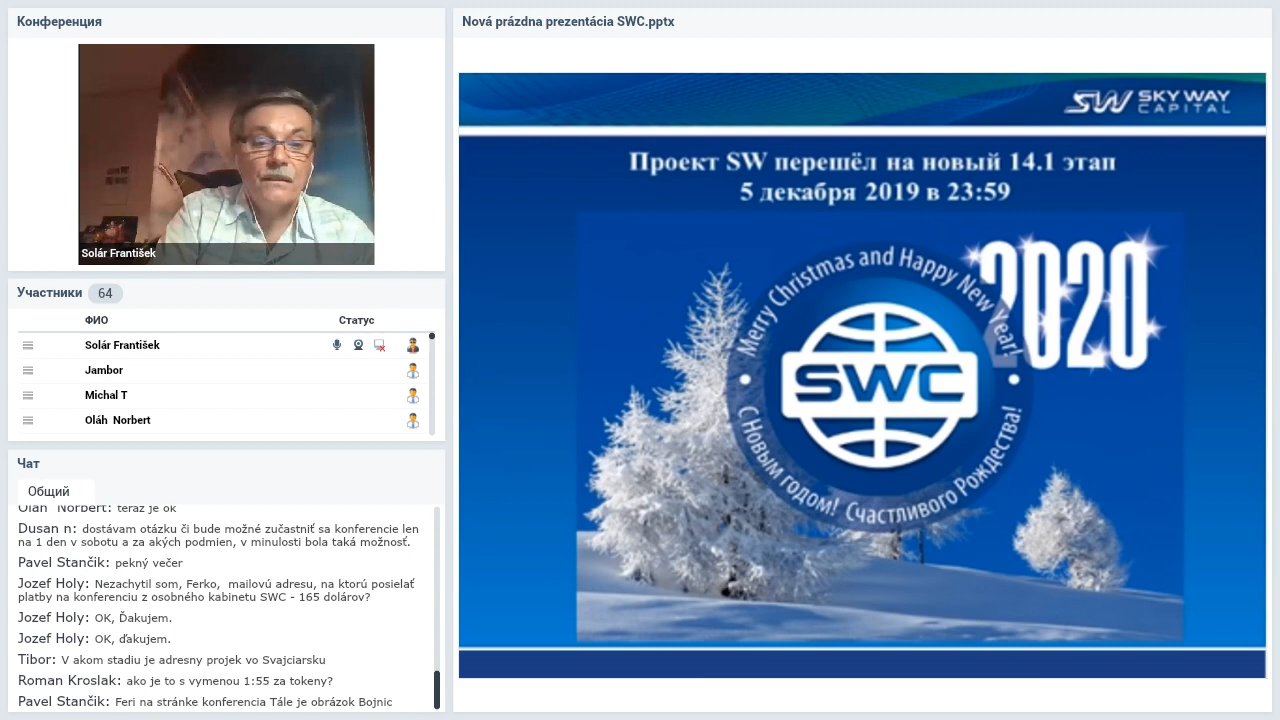 Конференция
Solár František
Участники 64
ФИО Статус
Solár František
Jambor
Michal T
Oláh Norbert
Чат
Общий
Oláh Norbert: teraz je ok
Dusan n: dostávam otázku či bude možné zučastniť sa konferencie len
na 1 den v sobotu a za akých podmien, v minulosti bola taká možnosť.
Pavel Stančik: pekný večer
Jozef Holy: Nezachytil som, Ferko, mailovú adresu, na ktorú posielať
platby na konferenciu z osobného kabinetu SWC - 165 dolárov?
Jozef Holy: OK, Ďakujem.
Jozef Holy: OK, ďakujem.
Tibor: V akom stadiu je adresny projek vo Svajciarsku
Roman Kroslak: ako je to s vymenou 1:55 za tokeny?
Pavel Stančik: Feri na stránke konferencia Tále je obrázok Bojnic
Nová prázdna prezentácia SWC.pptx
SW SKY WAY
CAPITAL
Проект SW перешёл на новый 14.1 этап
5 декабря 2019 в 23:59
2020
Merry Christmas and Happy New Year!
SWC
С Новым годом! Счастливого Рождества!